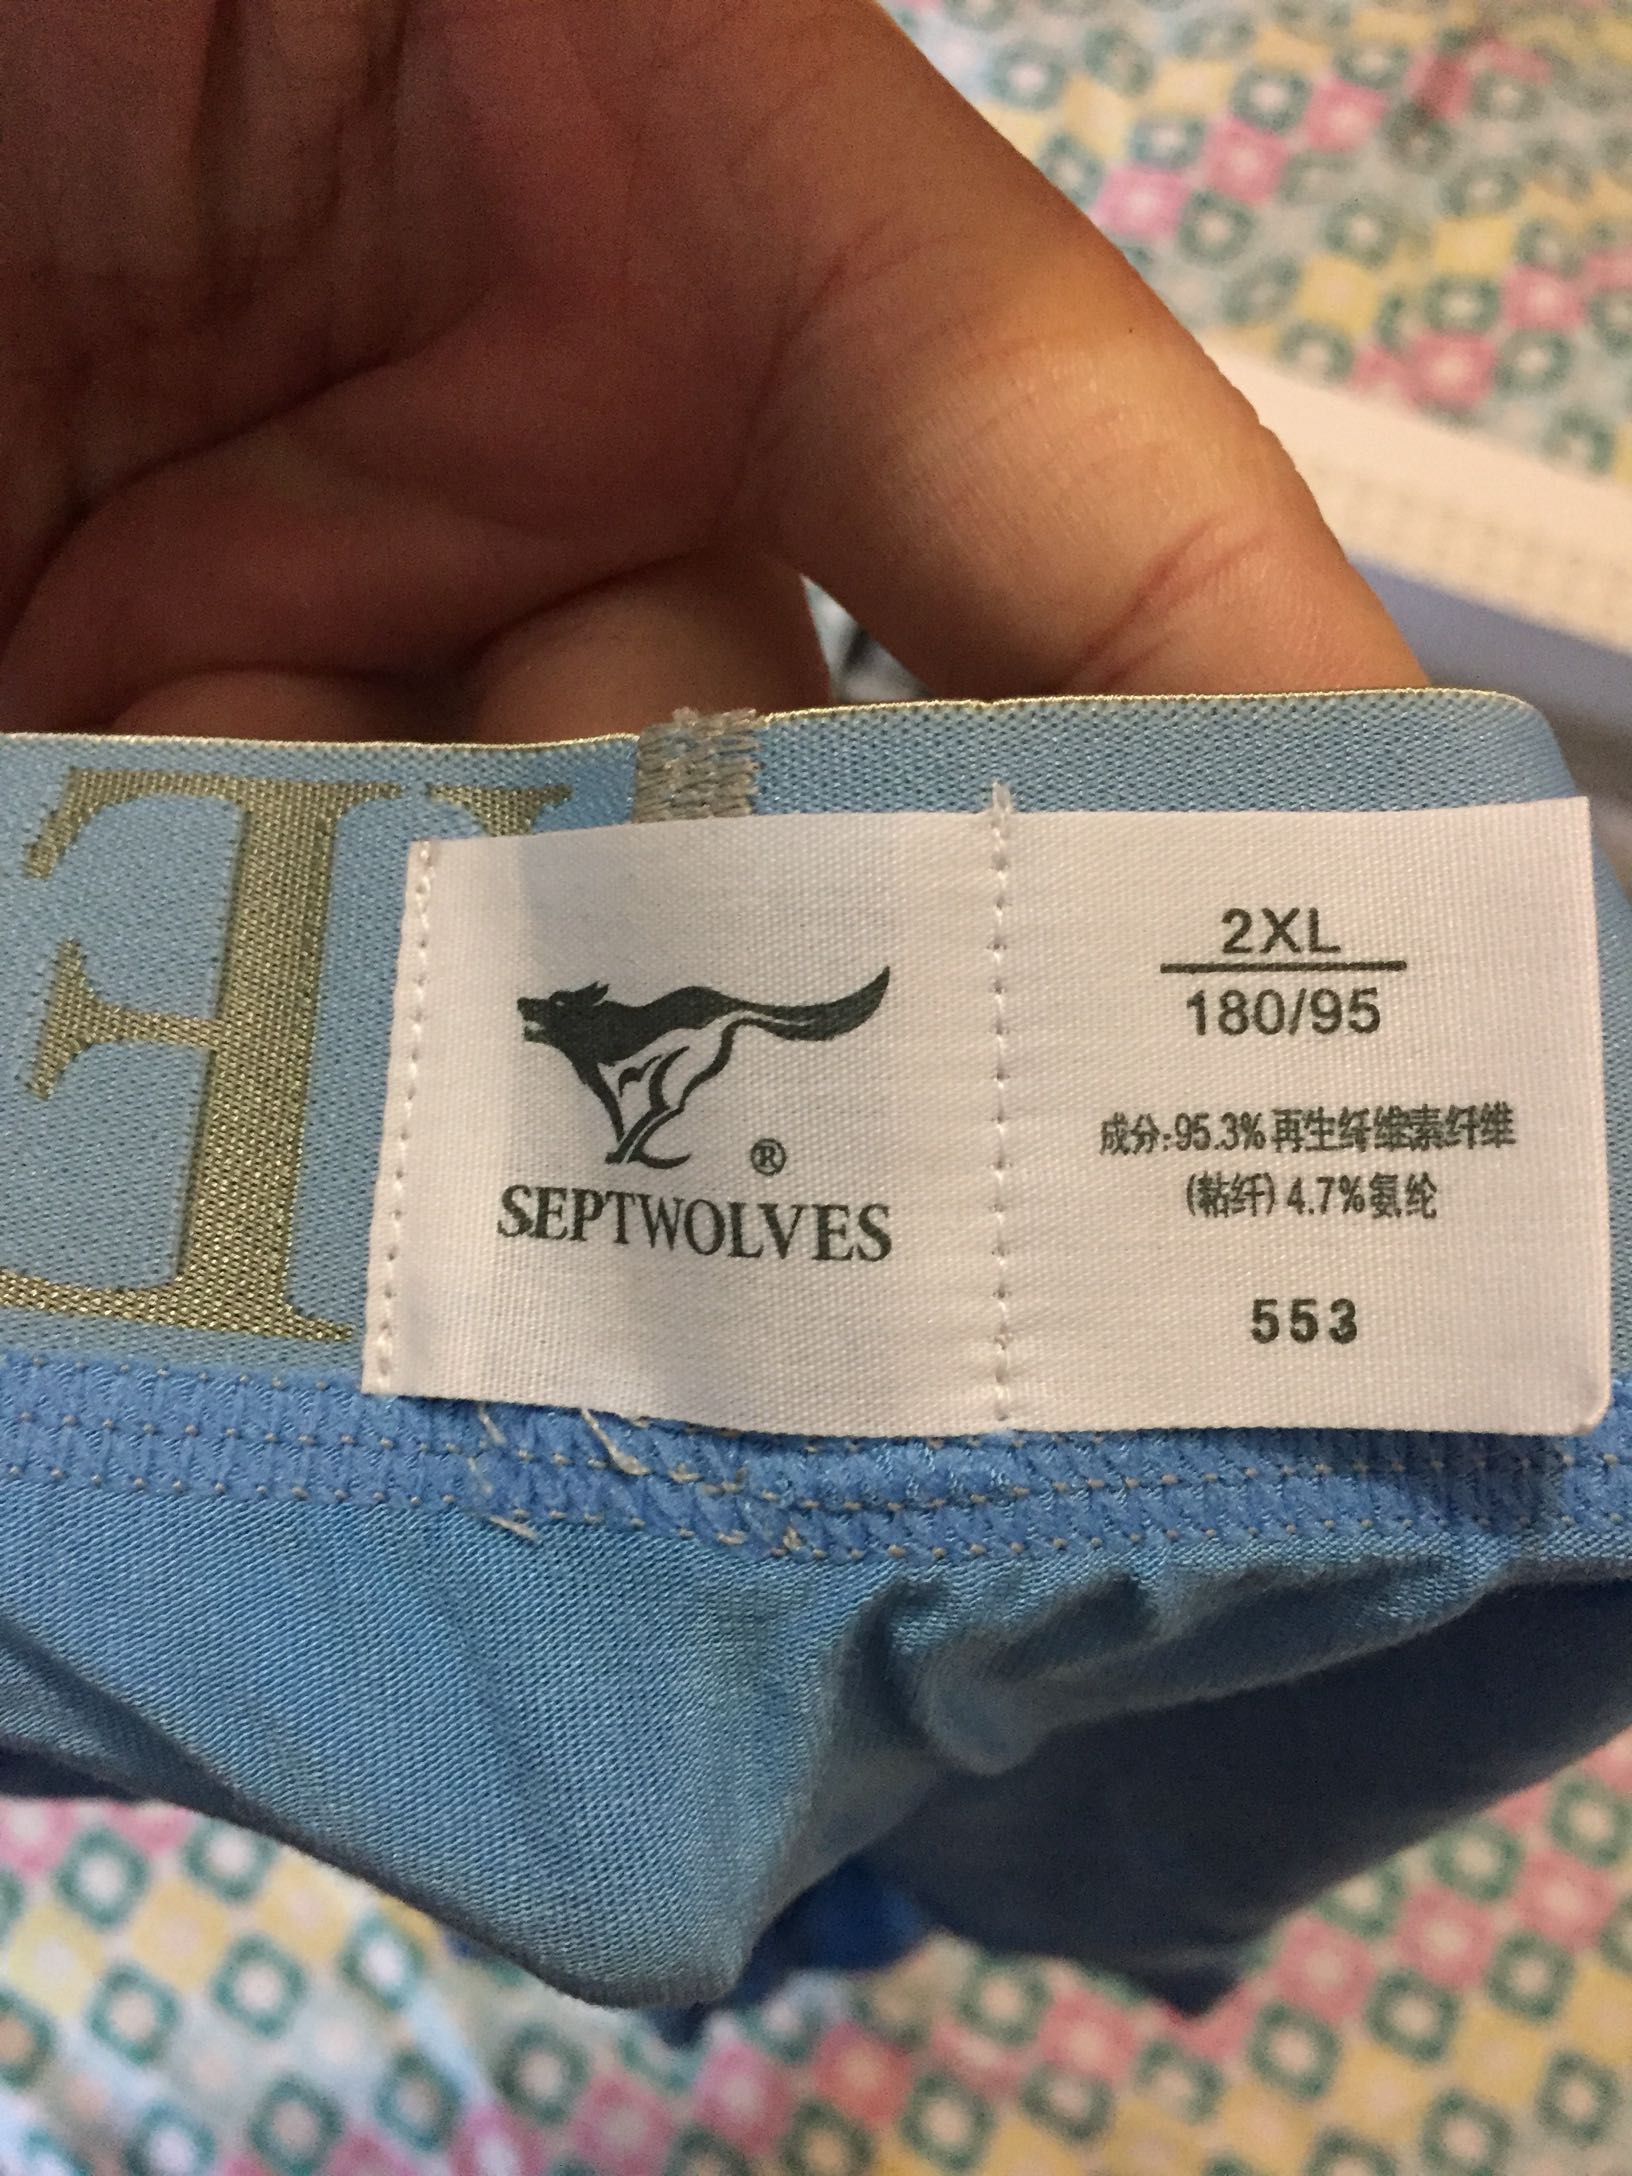 ®
SEPTWOLVES
2XL
180/95
成分:95.3%再生纤维素纤维
(粘纤)4.7%氨纶
553